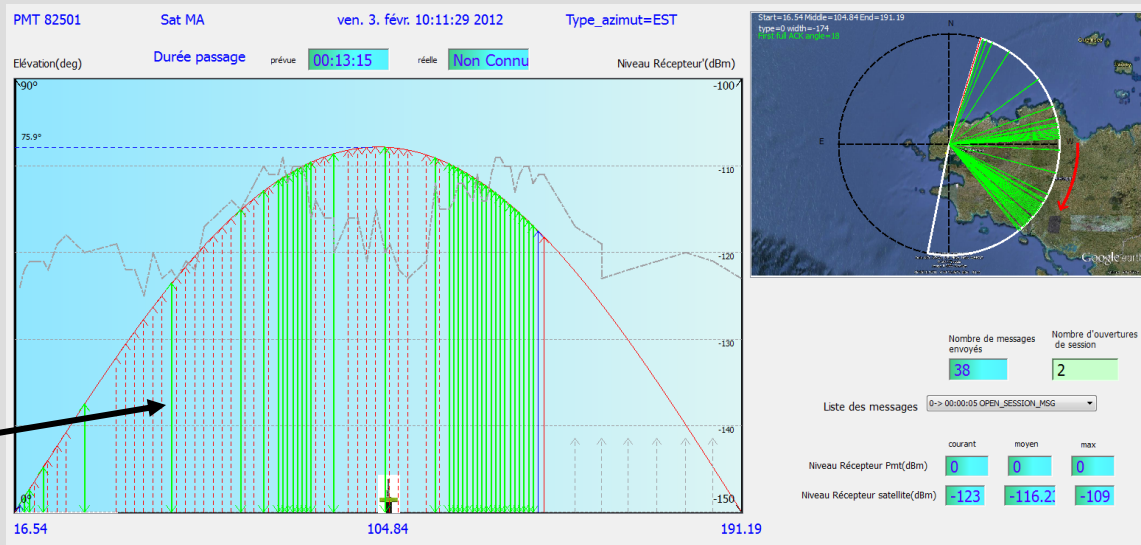 PMT 82501 Sat MA ven. 3. févr. 10:11:29 2012 Type_azimut=EST
Durée passage prévue 00:13:15 réelle Non Connu
Elévation(deg) Niveau Récepteur'(dBm)
90° -100
75.9°
-110
-120
-130
-140
0° -150
16.54 104.84 191.19
Start=16.54 Middle=104.84 End=191.19
type=0 width=-174
First full ACK angle=18
N
E W
Google earth
Nombre de messages envoyés
38
Nombre d'ouvertures de session
2
Liste des messages 0-> 00:00:05 OPEN_SESSION_MSG
courant moyen max
Niveau Récepteur Pmt(dBm) 0 0 0
Niveau Récepteur satellite(dBm) -123 -116.23 -109